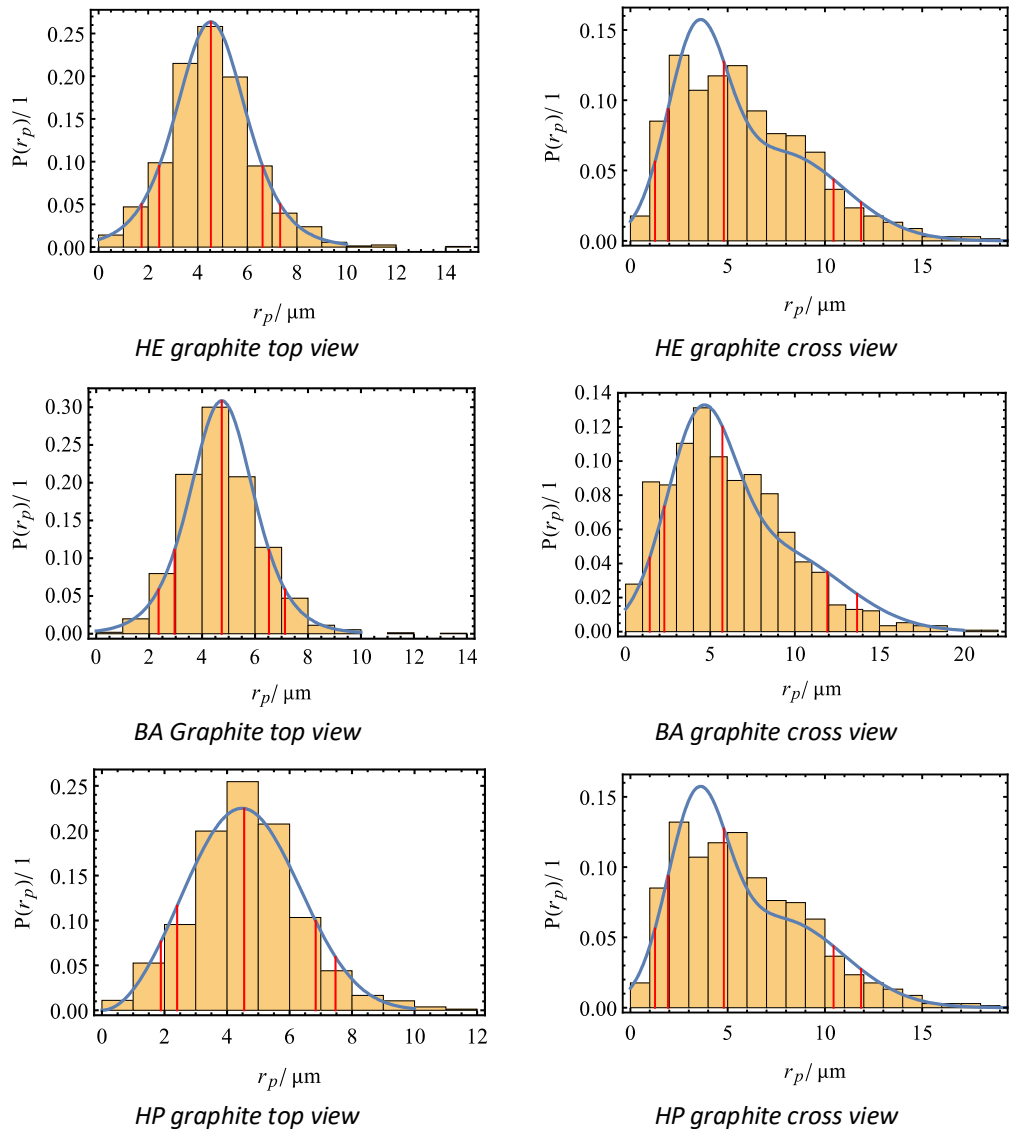 0.25
0.20
0.15
0.10
0.05
0.00
P(r_p)/ 1
0 2 4 6 8 10 12 14
r_p/ μm
HE graphite top view
0.15
0.10
0.05
0.00
P(r_p)/ 1
0 5 10 15
r_p/ μm
HE graphite cross view
0.30
0.20
0.10
0.00
P(r_p)/ 1
0 2 4 6 8 10 12 14
r_p/ μm
BA Graphite top view
0.14
0.12
0.10
0.08
0.06
0.04
0.02
0.00
P(r_p)/ 1
0 5 10 15 20
r_p/ μm
BA graphite cross view
0.25
0.20
0.15
0.10
0.05
0.00
P(r_p)/ 1
0 2 4 6 8 10 12
r_p/ μm
HP graphite top view
0.15
0.10
0.05
0.00
P(r_p)/ 1
0 5 10 15
r_p/ μm
HP graphite cross view